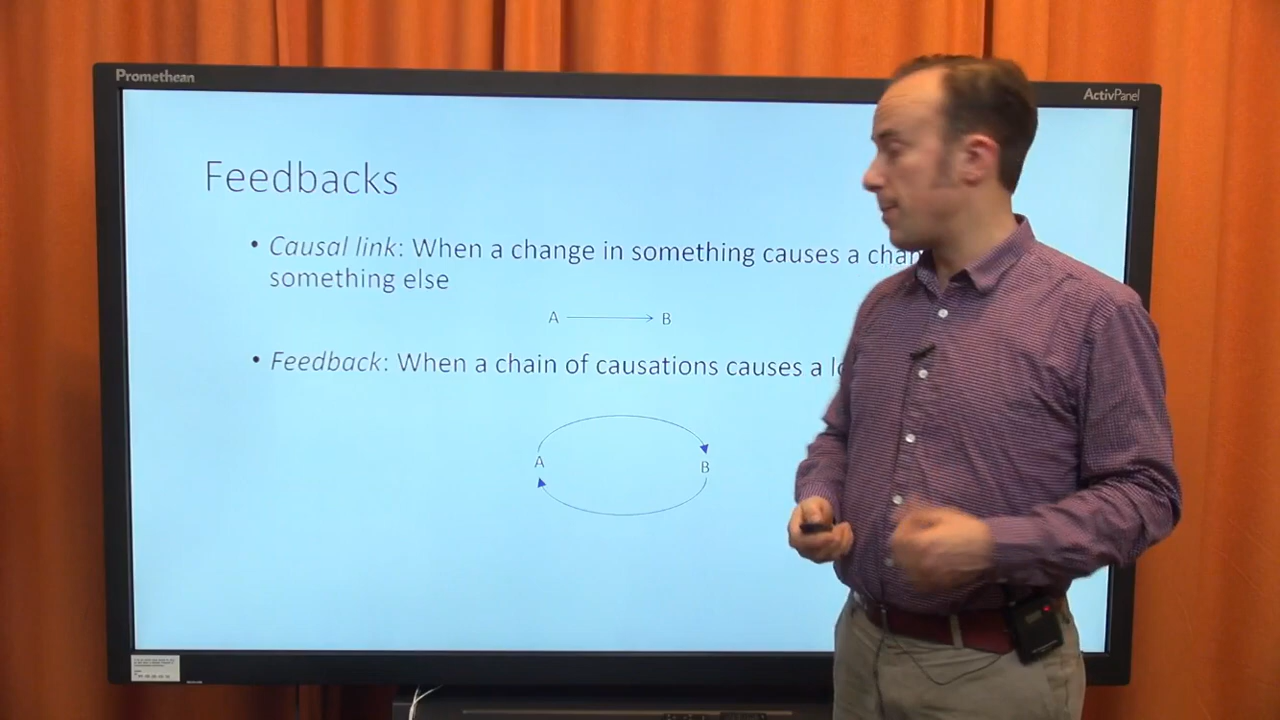 Promethean
ActivPanel
Feedbacks
• Causal link: When a change in something causes a
something else
A B
• Feedback: When a chain of causations causes a
A B